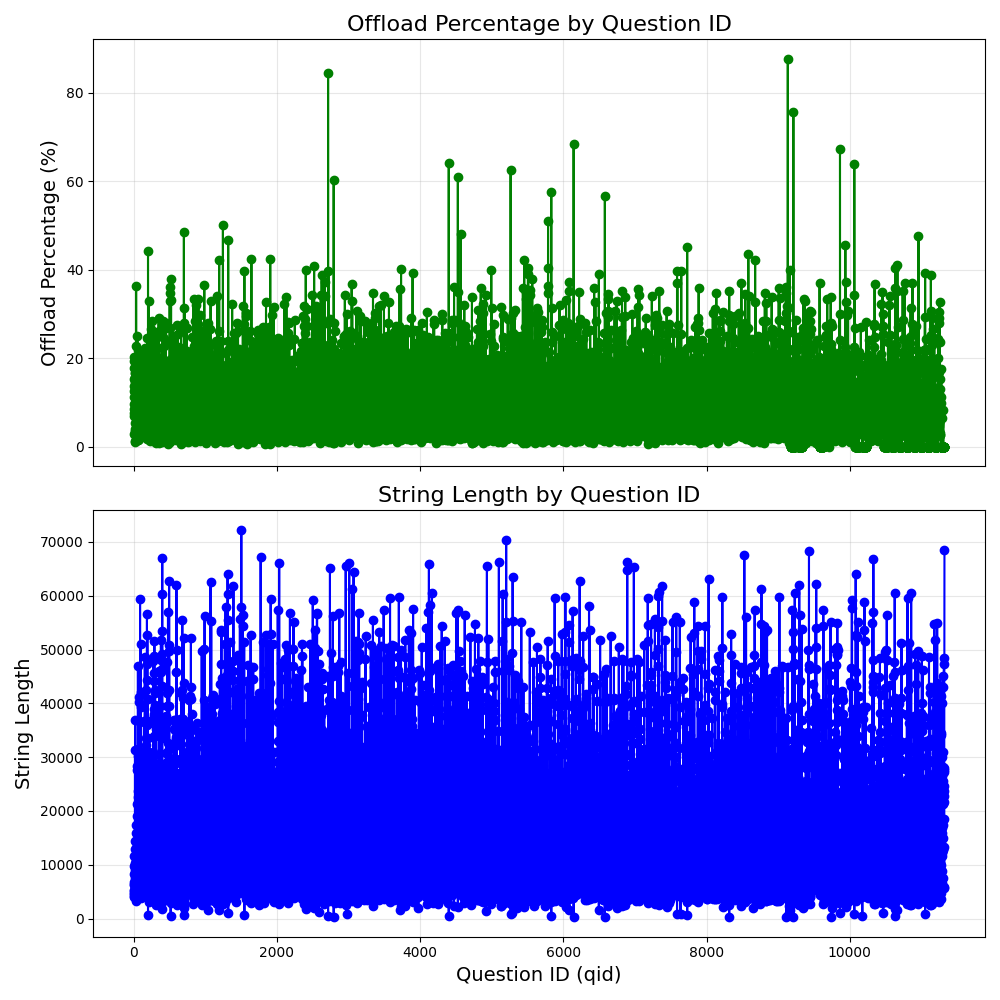 Offload Percentage by Question ID
Offload Percentage (%)
80
60
40
20
0
String Length by Question ID
String Length
70000
60000
50000
40000
30000
20000
10000
0
0 2000 4000 6000 8000 10000
Question ID (qid)